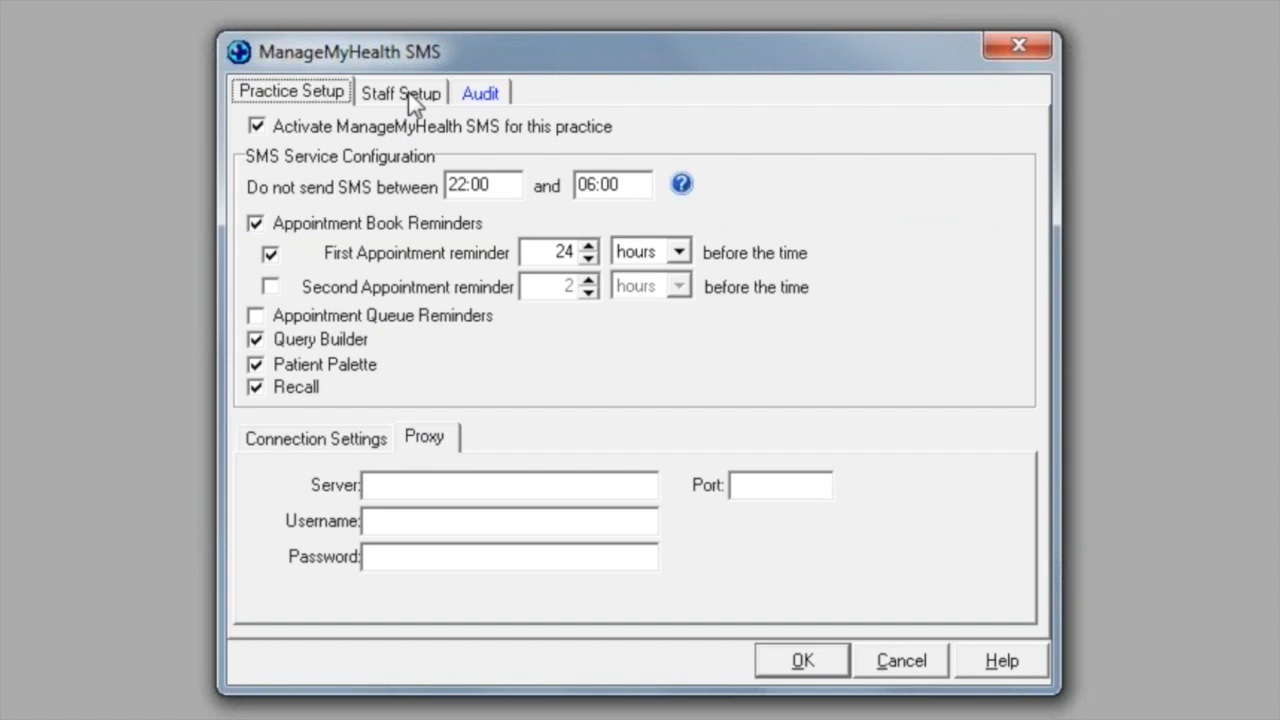 ManageMyHealth SMS
Practice Setup Staff Setup Audit
Activate ManageMyHealth SMS for this practice
SMS Service Configuration
Do not send SMS between 22:00 and 06:00 ?
Appointment Book Reminders
First Appointment reminder 24 hours before the time
Second Appointment reminder 2 hours before the time
Appointment Queue Reminders
Query Builder
Patient Palette
Recall
Connection Settings Proxy
Server: Port:
Username:
Password:
OK Cancel Help